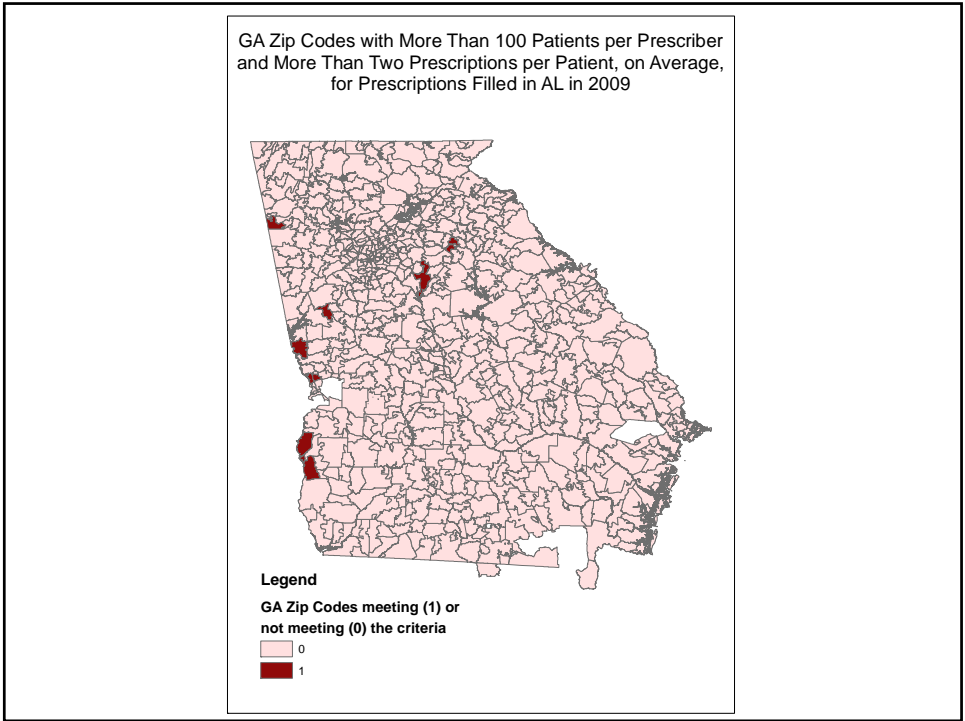 GA Zip Codes with More Than 100 Patients per Prescriber
and More Than Two Prescriptions per Patient, on Average,
for Prescriptions Filled in AL in 2009
Legend
GA Zip Codes meeting (1) or
not meeting (0) the criteria
0
1